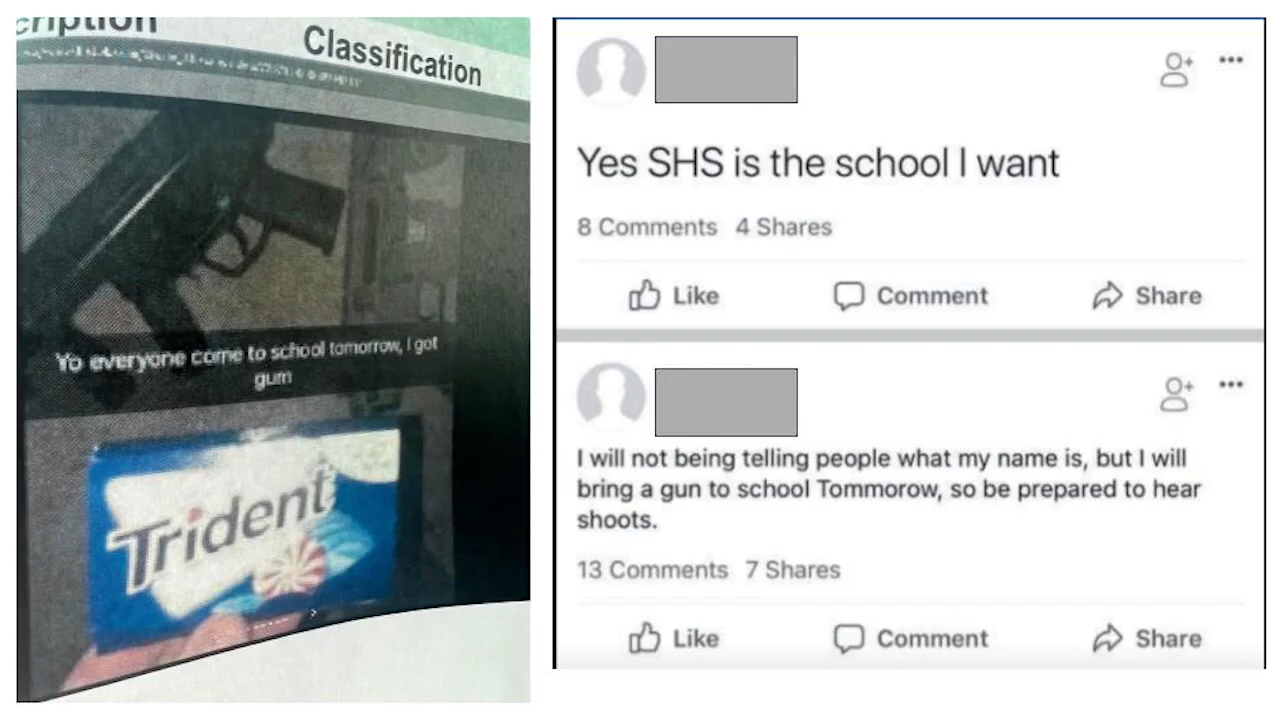 Classification
Yo everyone come to school tomorrow, I got
gum
Trident
Yes SHS is the school I want
8 Comments 4 Shares
Like Comment Share
I will not being telling people what my name is, but I will
bring a gun to school Tommorow, so be prepared to hear
shoots.
13 Comments 7 Shares
Like Comment Share